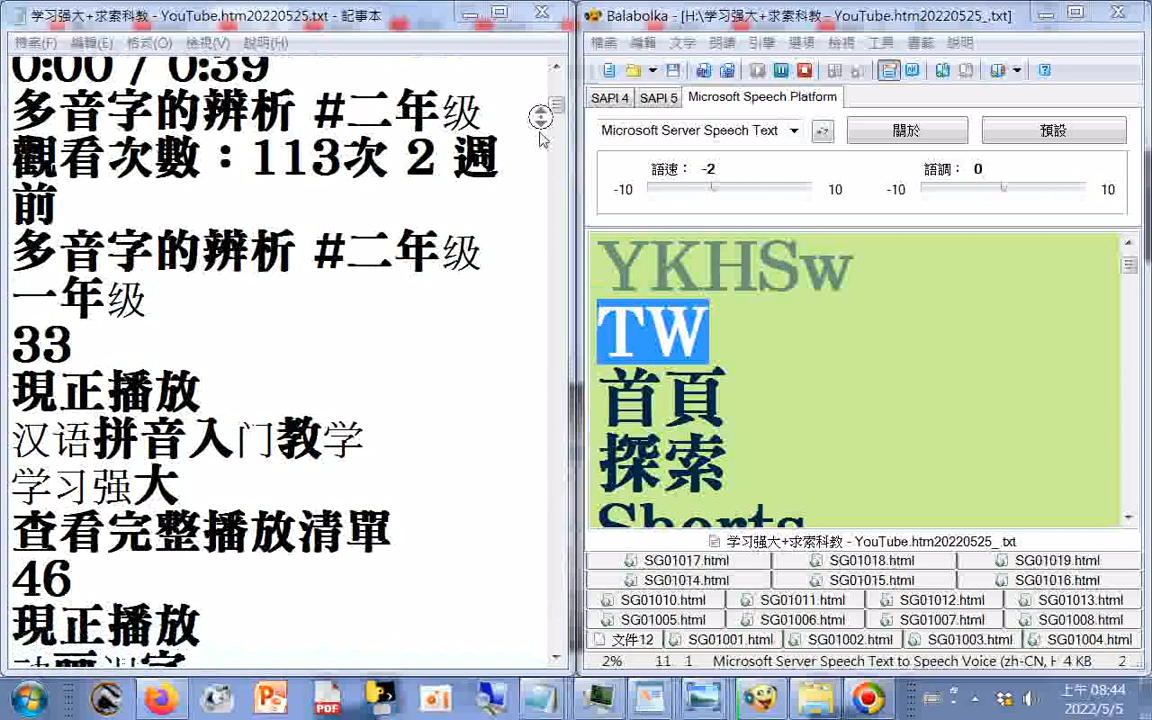 学习强大+求索科教 - YouTube.htm20220525.txt - 記事本
檔案(F) 編輯(E) 格式(O) 檢視(V) 說明(H)
0:00 / 0:39
多音字的辨析 #二年级
觀看次數：113次 2 週
前
多音字的辨析 #二年级
一年级
33
現正播放
汉语拼音入门教学
学习强大
查看完整播放清單
46
現正播放
Balabolka - [H:\学习强大+求索科教 - YouTube.htm20220525_.txt]
檔案 編輯 文字 朗讀 引擎 選項 檢視 工具 書籤 說明
SAPI 4 SAPI 5 Microsoft Speech Platform
Microsoft Server Speech Text 關於 預設
語速： -2 語調： 0
-10 10 -10 10
YKHSw
TW
首頁
探索
Shorts
学习强大+求索科教 - YouTube.htm20220525_.txt
SG01017.html SG01018.html SG01019.html
SG01014.html SG01015.html SG01016.html
SG01010.html SG01011.html SG01012.html SG01013.html
SG01005.html SG01006.html SG01007.html SG01008.html
文件12 SG01001.html SG01002.html SG01003.html SG01004.html
2% 11: 1 Microsoft Server Speech Text to Speech Voice (zh-CN, H 4 KB 2
PDF
上午 08:44
2022/5/5